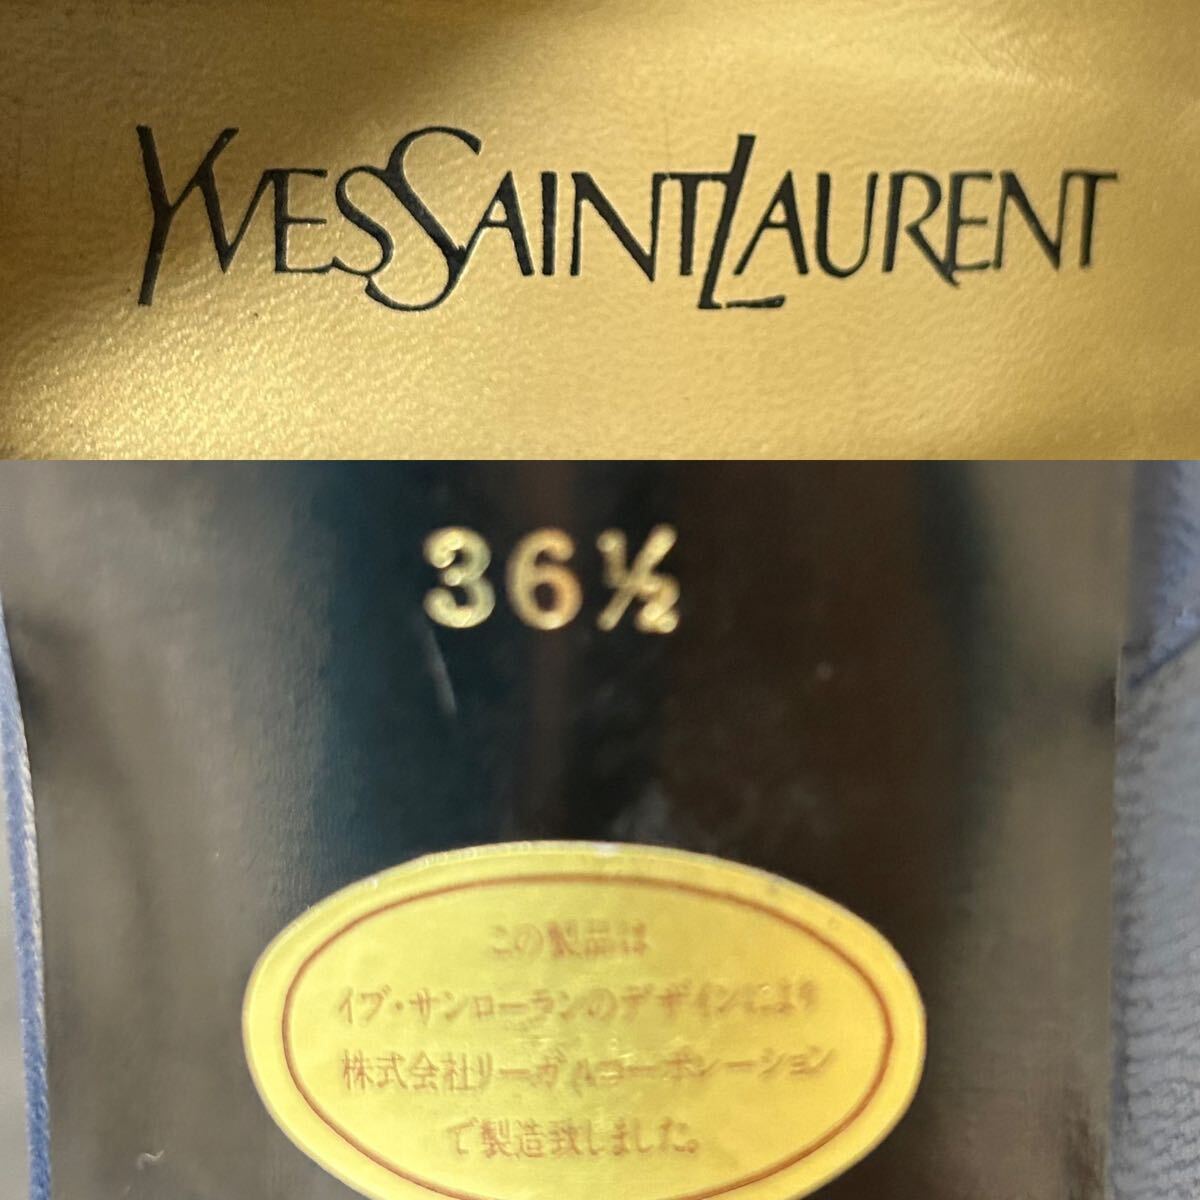 YVESSAINTLAURENT
36½
この製品は
イブ・サンローランのデザインにより
株式会社リーガルコーポレーション
で製造致しました。